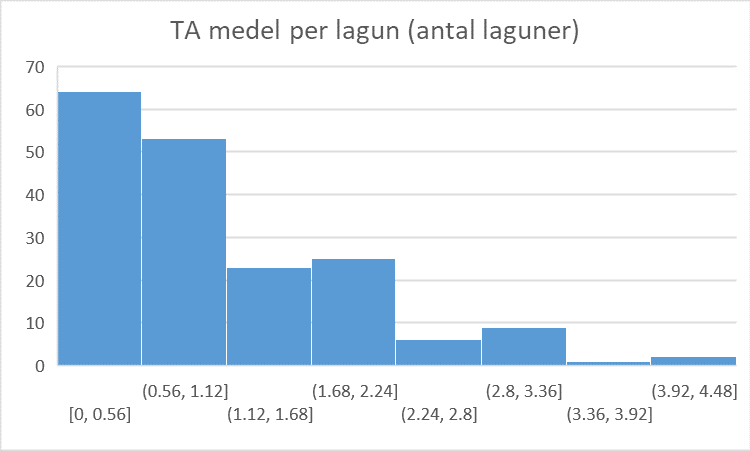 TA medel per lagun (antal laguner)
70
60
50
40
30
20
10
0
(0.56, 1.12] (1.68, 2.24] (2.8, 3.36] (3.92, 4.48]
[0, 0.56] (1.12, 1.68] (2.24, 2.8] (3.36, 3.92]